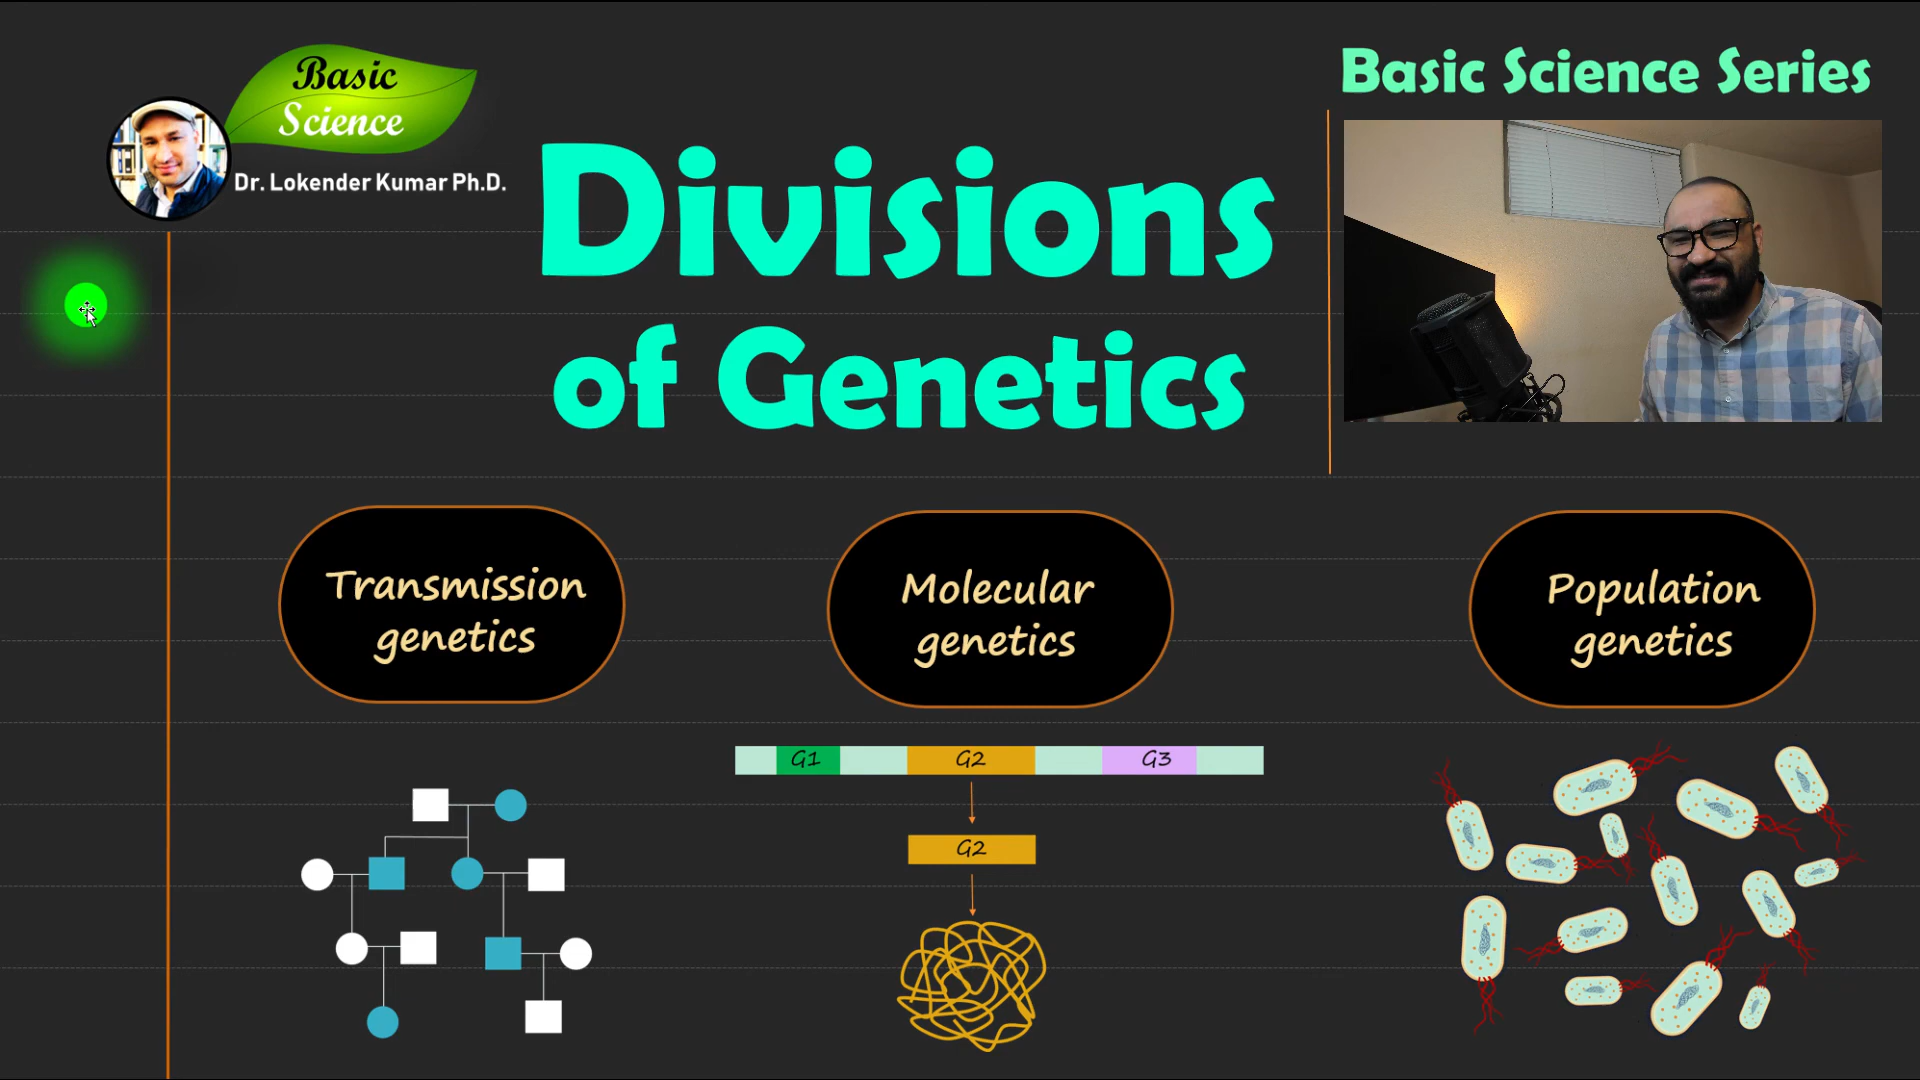 Basic
Science
Dr. Lokender Kumar Ph.D.
Basic Science Series
Divisions
of Genetics
Transmission
genetics
Molecular
genetics
Population
genetics
G1 G2 G3
G2